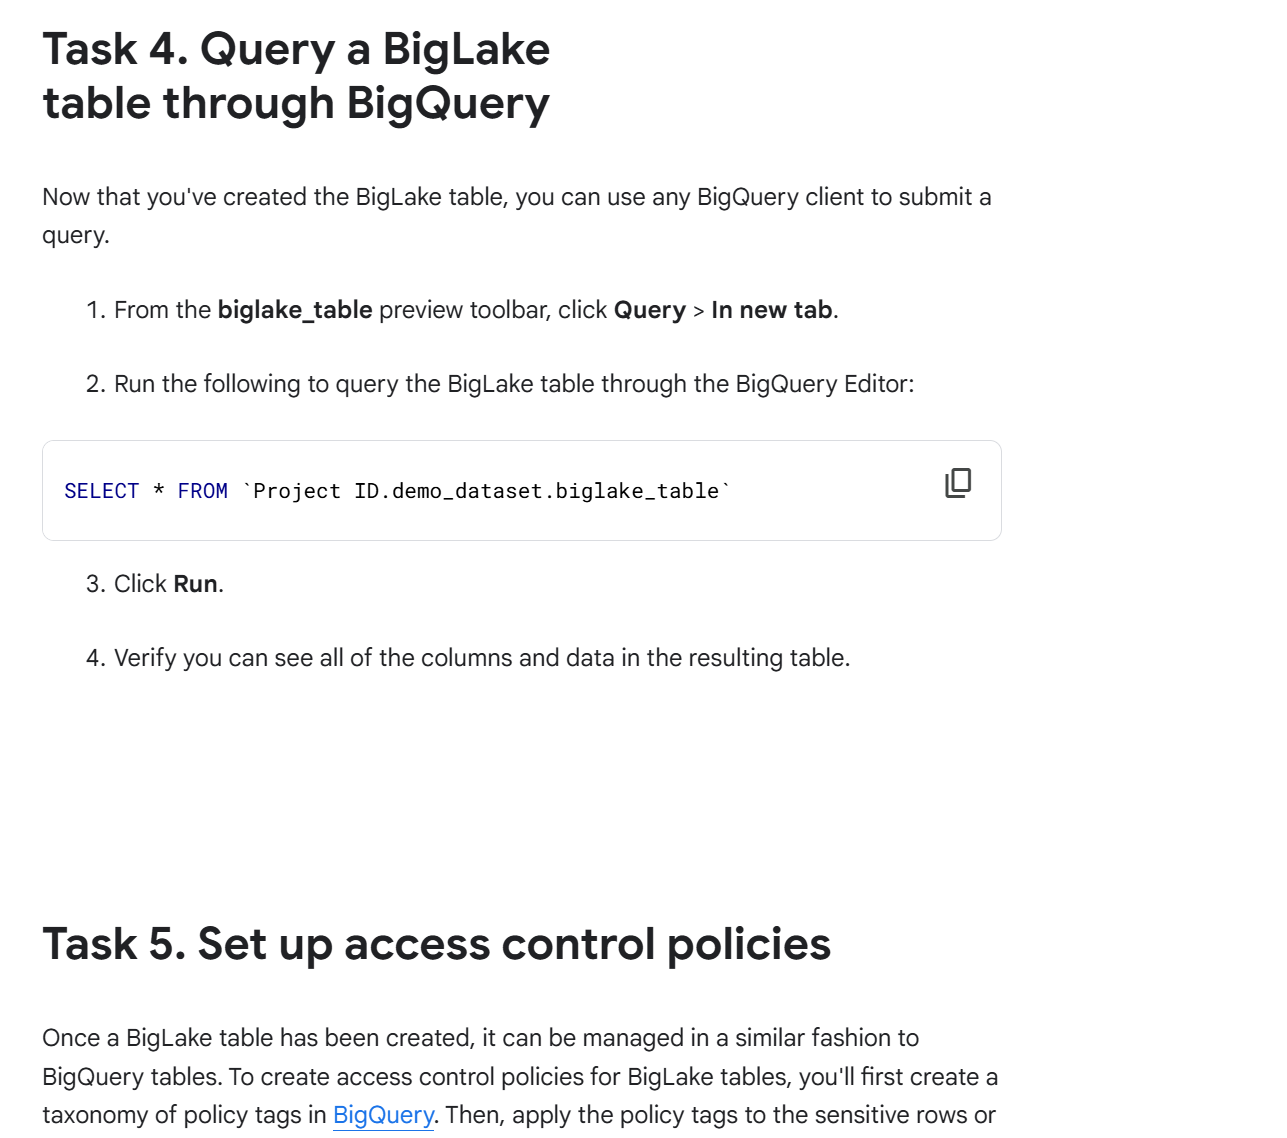 Task 4. Query a BigLake
table through BigQuery
Now that you've created the BigLake table, you can use any BigQuery client to submit a
query.
1. From the biglake_table preview toolbar, click Query > In new tab.
2. Run the following to query the BigLake table through the BigQuery Editor:
SELECT * FROM `Project ID.demo_dataset.biglake_table`
3. Click Run.
4. Verify you can see all of the columns and data in the resulting table.
Task 5. Set up access control policies
Once a BigLake table has been created, it can be managed in a similar fashion to
BigQuery tables. To create access control policies for BigLake tables, you'll first create a
taxonomy of policy tags in BigQuery. Then, apply the policy tags to the sensitive rows or